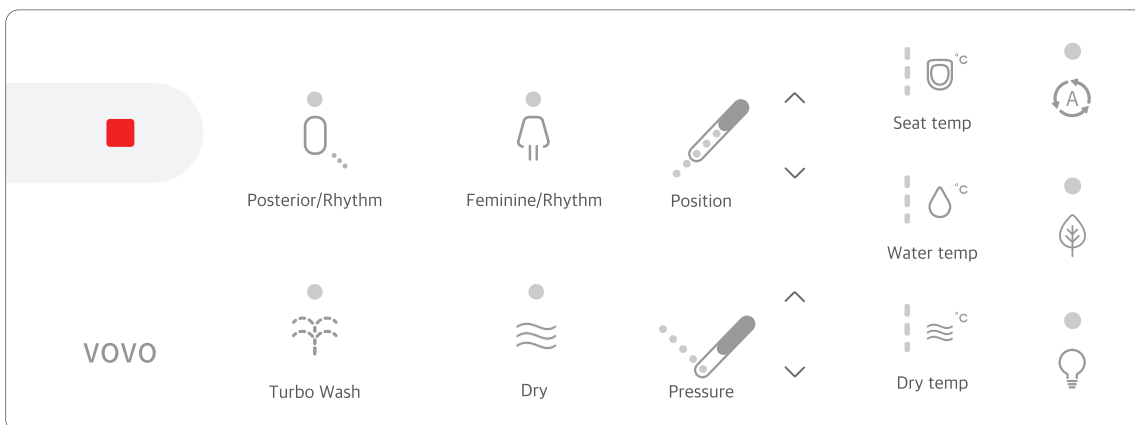 Posterior/Rhythm
Feminine/Rhythm
Position
°C
Seat temp
A
°C
Water temp
VOVO
Turbo Wash
Dry
Pressure
°C
Dry temp